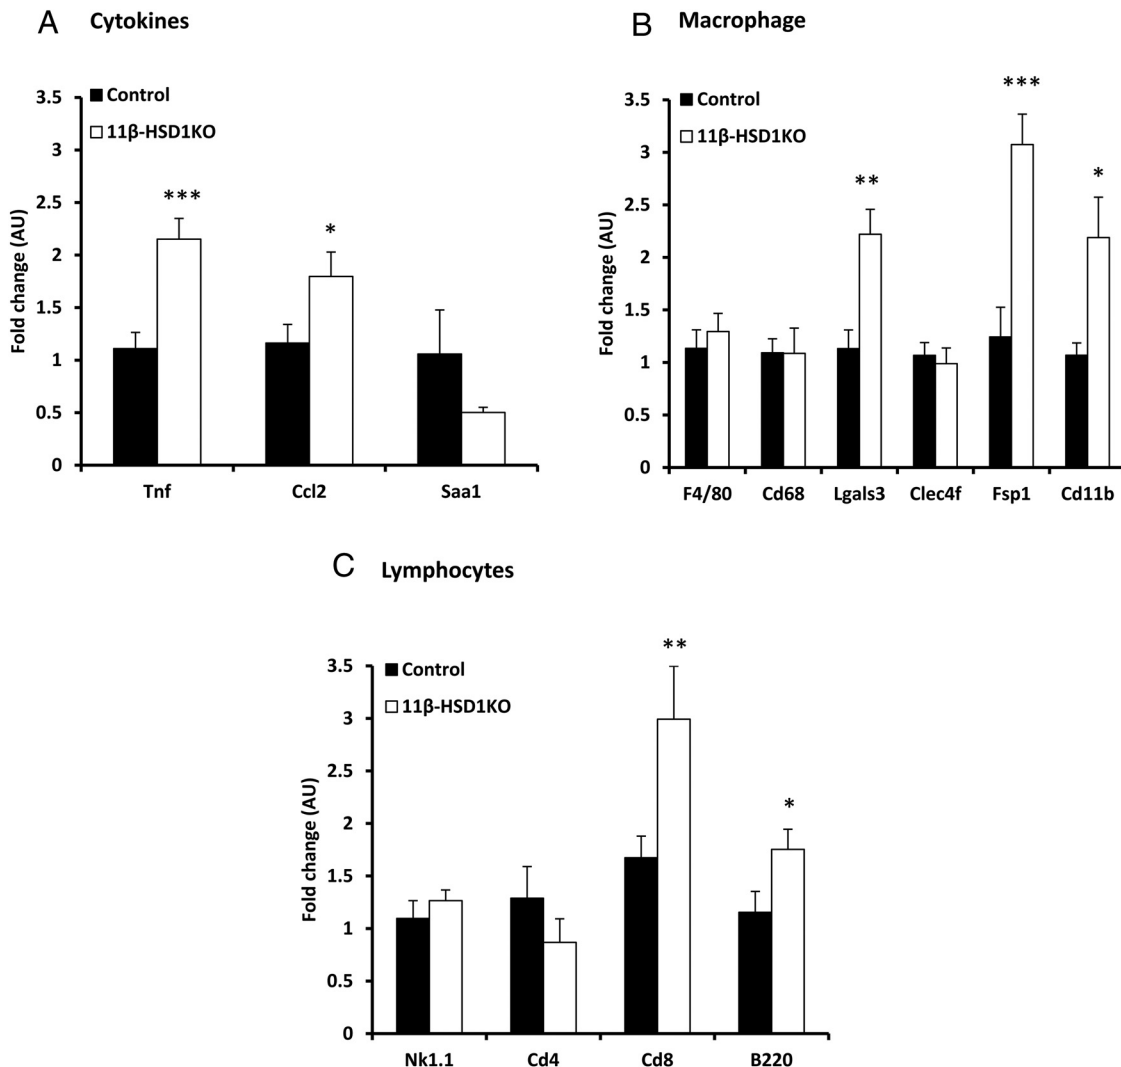 A Cytokines
3.5
3
2.5
2
1.5
1
0.5
0
Fold change (AU)
Control
11β-HSD1KO
***
*
Tnf Ccl2 Saa1
B Macrophage
3.5
3
2.5
2
1.5
1
0.5
0
Fold change (AU)
Control
11β-HSD1KO
**
***
*
F4/80 Cd68 Lgals3 Clec4f Fsp1 Cd11b
C Lymphocytes
3.5
3
2.5
2
1.5
1
0.5
0
Fold change (AU)
Control
11β-HSD1KO
**
*
Nk1.1 Cd4 Cd8 B220